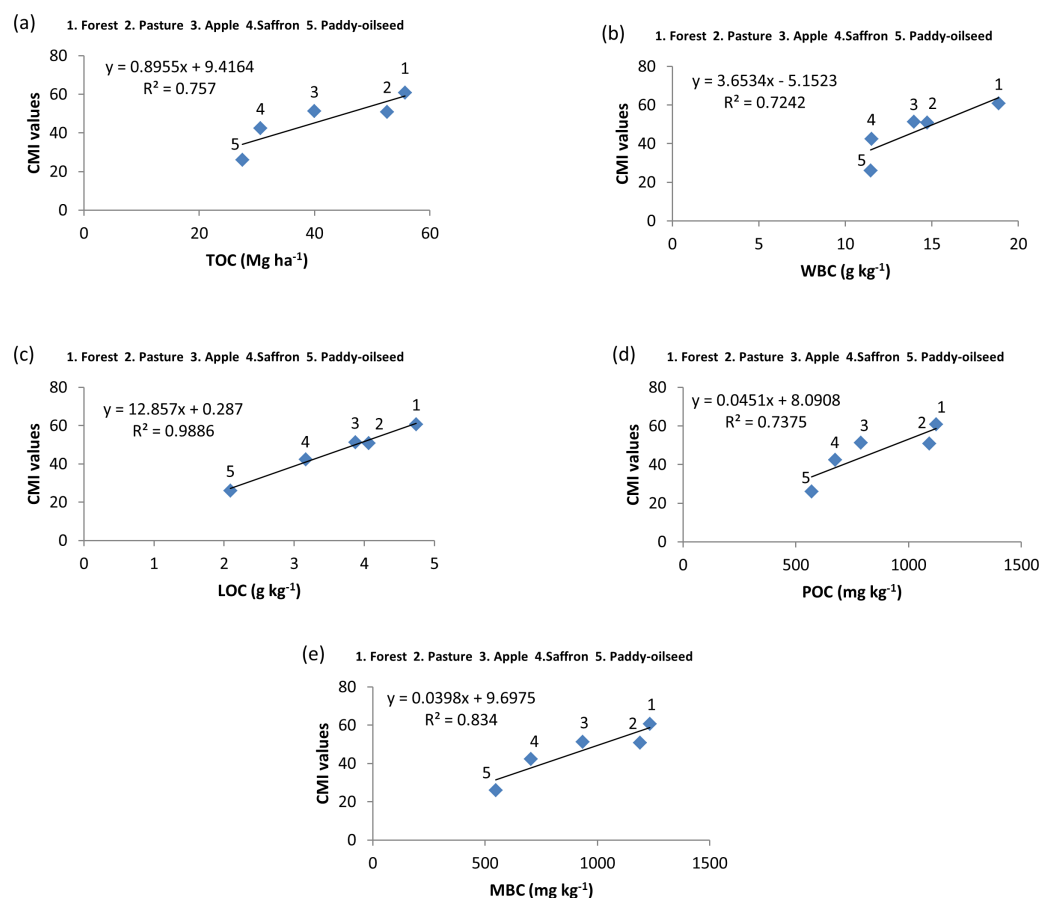 (a)
1. Forest 2. Pasture 3. Apple 4.Saffron 5. Paddy-oilseed
y = 0.8955x + 9.4164
R² = 0.757
CMI values
80
60
40
20
0
1
2
3
4
5
0 20 40 60
TOC (Mg ha⁻¹)
(b)
1. Forest 2. Pasture 3. Apple 4.Saffron 5. Paddy-oilseed
y = 3.6534x - 5.1523
R² = 0.7242
CMI values
80
60
40
20
0
1
2
3
4
5
0 5 10 15 20
WBC (g kg⁻¹)
(c)
1. Forest 2. Pasture 3. Apple 4.Saffron 5. Paddy-oilseed
y = 12.857x + 0.287
R² = 0.9886
CMI values
80
60
40
20
0
1
2
3
4
5
0 1 2 3 4 5
LOC (g kg⁻¹)
(d)
1. Forest 2. Pasture 3. Apple 4.Saffron 5. Paddy-oilseed
y = 0.0451x + 8.0908
R² = 0.7375
CMI values
80
60
40
20
0
1
2
3
4
5
0 500 1000 1500
POC (mg kg⁻¹)
(e)
1. Forest 2. Pasture 3. Apple 4.Saffron 5. Paddy-oilseed
y = 0.0398x + 9.6975
R² = 0.834
CMI values
80
60
40
20
0
1
2
3
4
5
0 500 1000 1500
MBC (mg kg⁻¹)